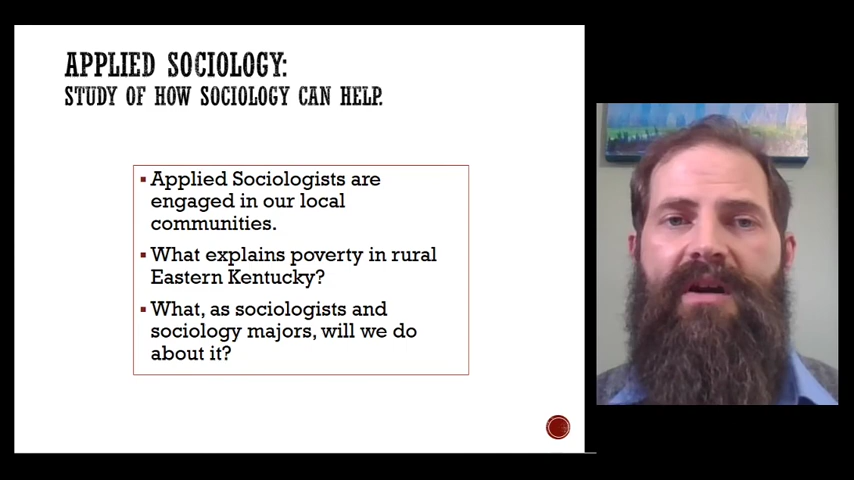 APPLIED SOCIOLOGY:
STUDY OF HOW SOCIOLOGY CAN HELP.
▪ Applied Sociologists are
engaged in our local
communities.
▪ What explains poverty in rural
Eastern Kentucky?
▪ What, as sociologists and
sociology majors, will we do
about it?